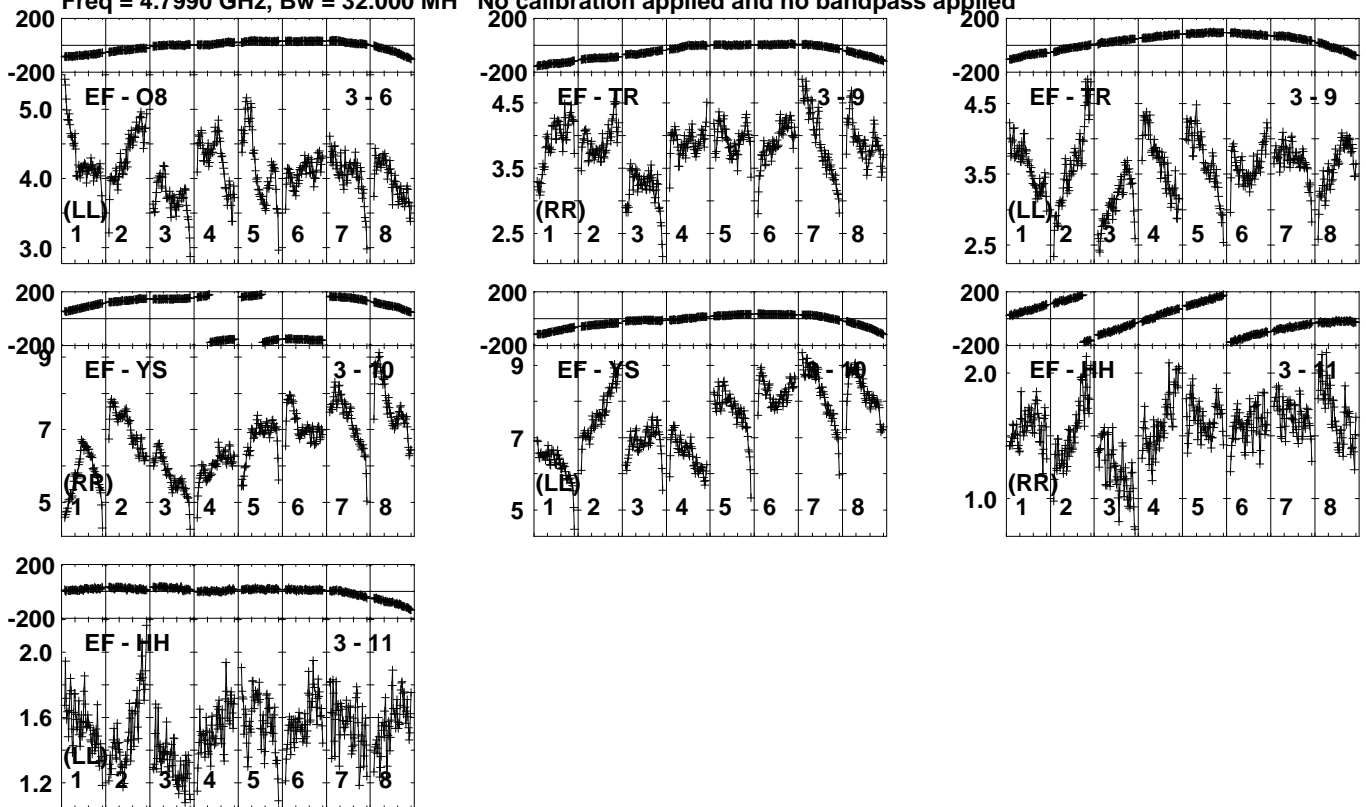 Freq = 4.7990 GHz, Bw = 32.000 MH No calibration applied and no bandpass applied
200
-200
EF - O8 3 - 6
5.0
4.0
3.0
(LL)
1 2 3 4 5 6 7 8
200
-200
EF - TR 3 - 9
4.5
3.5
2.5
(RR)
1 2 3 4 5 6 7 8
200
-200
EF - TR 3 - 9
4.5
3.5
2.5
(LL)
1 2 3 4 5 6 7 8
200
-200
EF - YS 3 - 10
9
7
5
(RR)
1 2 3 4 5 6 7 8
200
-200
EF - YS 3 - 10
9
7
5
(LL)
1 2 3 4 5 6 7 8
200
-200
EF - HH 3 - 11
2.0
1.0
(RR)
1 2 3 4 5 6 7 8
200
-200
EF - HH 3 - 11
2.0
1.6
1.2
(LL)
1 2 3 4 5 6 7 8